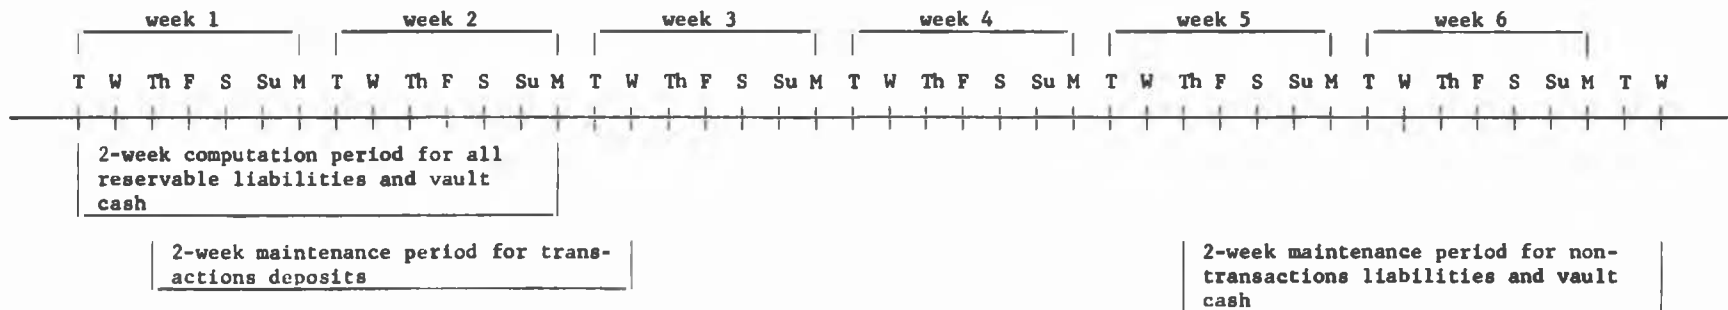 week 1 week 2 week 3 week 4 week 5 week 6
T W Th F S Su M T W Th F S Su M T W Th F S Su M T W Th F S Su M T W Th F S Su M T W Th F S Su M T W
2-week computation period for all
reservable liabilities and vault
cash
2-week maintenance period for trans-
actions deposits
2-week maintenance period for non-
transactions liabilities and vault
cash